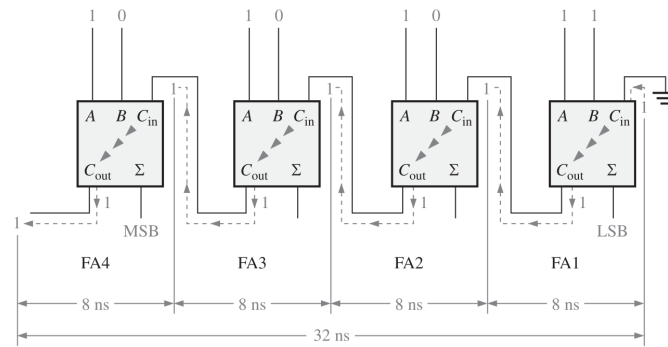 1 0 1 0 1 0 1 1
1 1 1 1
A B Cin A B Cin A B Cin A B Cin
Cout Σ Cout Σ Cout Σ Cout Σ
1 1 1 1
1 MSB LSB
FA4 FA3 FA2 FA1
8 ns 8 ns 8 ns 8 ns
32 ns